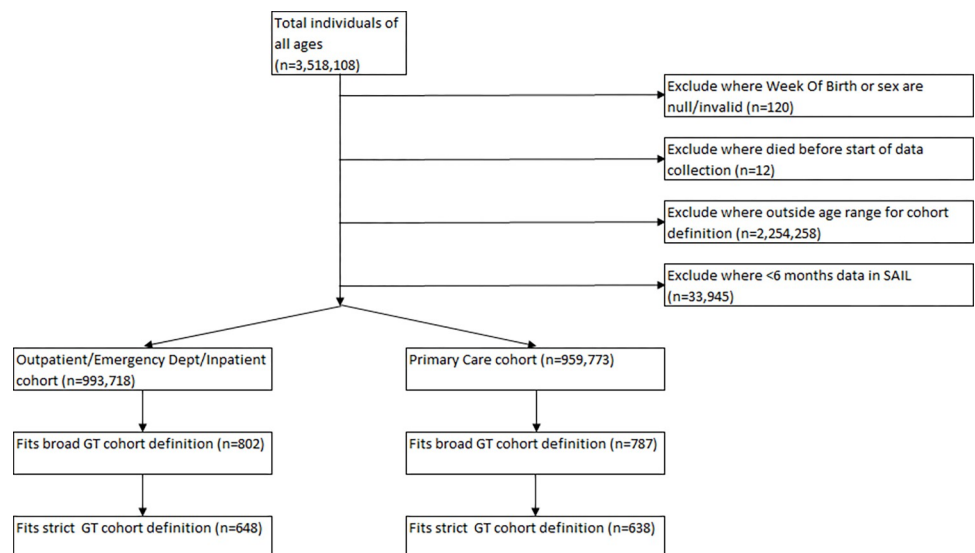 Total individuals of
all ages
(n=3,518,108)
Exclude where Week Of Birth or sex are
null/invalid (n=120)
Exclude where died before start of data
collection (n=12)
Exclude where outside age range for cohort
definition (n=2,254,258)
Exclude where <6 months data in SAIL
(n=33,945)
Outpatient/Emergency Dept/Inpatient
cohort (n=993,718)
Primary Care cohort (n=959,773)
Fits broad GT cohort definition (n=802)
Fits broad GT cohort definition (n=787)
Fits strict GT cohort definition (n=648)
Fits strict GT cohort definition (n=638)